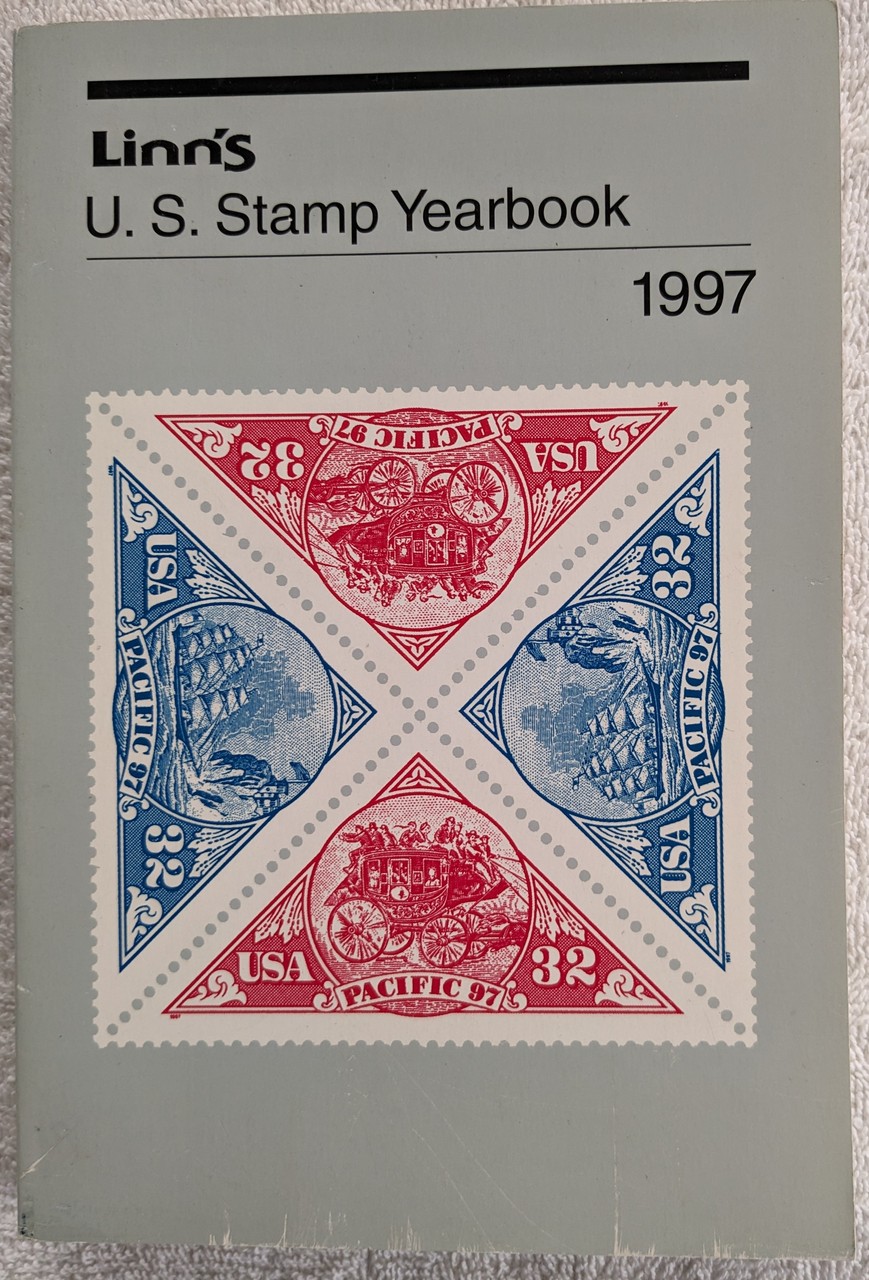 Linn's
U. S. Stamp Yearbook
1997
32
PACIFIC 97
USA
USA
PACIFIC 97
32
32
PACIFIC 97
USA
USA
PACIFIC 97
32
1997